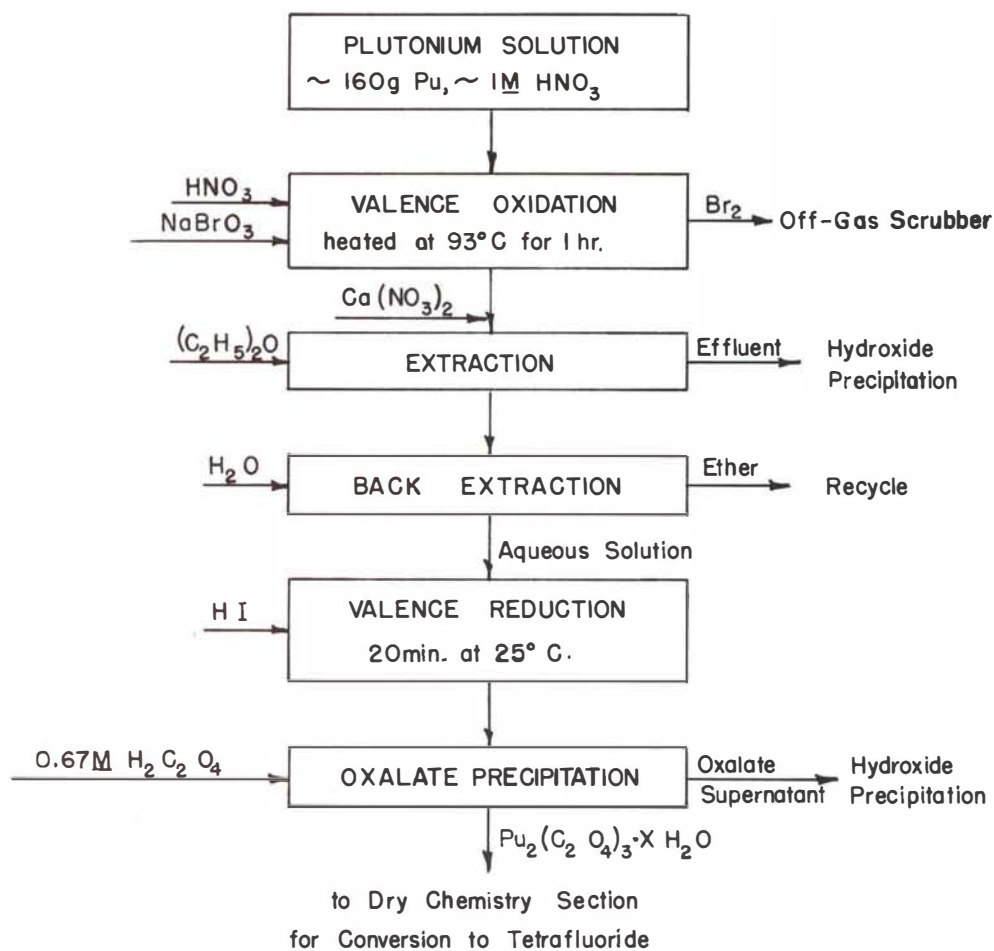 PLUTONIUM SOLUTION
~ 160g Pu, ~ 1M HNO₃
HNO₃
NaBrO₃
VALENCE OXIDATION
heated at 93°C for 1 hr.
Br₂
Off-Gas Scrubber
Ca(NO₃)₂
(C₂H₅)₂O
EXTRACTION
Effluent
Hydroxide
Precipitation
H₂O
BACK EXTRACTION
Ether
Recycle
Aqueous Solution
HI
VALENCE REDUCTION
20min. at 25° C.
0.67M H₂C₂O₄
OXALATE PRECIPITATION
Oxalate
Supernatant
Hydroxide
Precipitation
Pu₂(C₂O₄)₃·X H₂O
to Dry Chemistry Section
for Conversion to Tetrafluoride